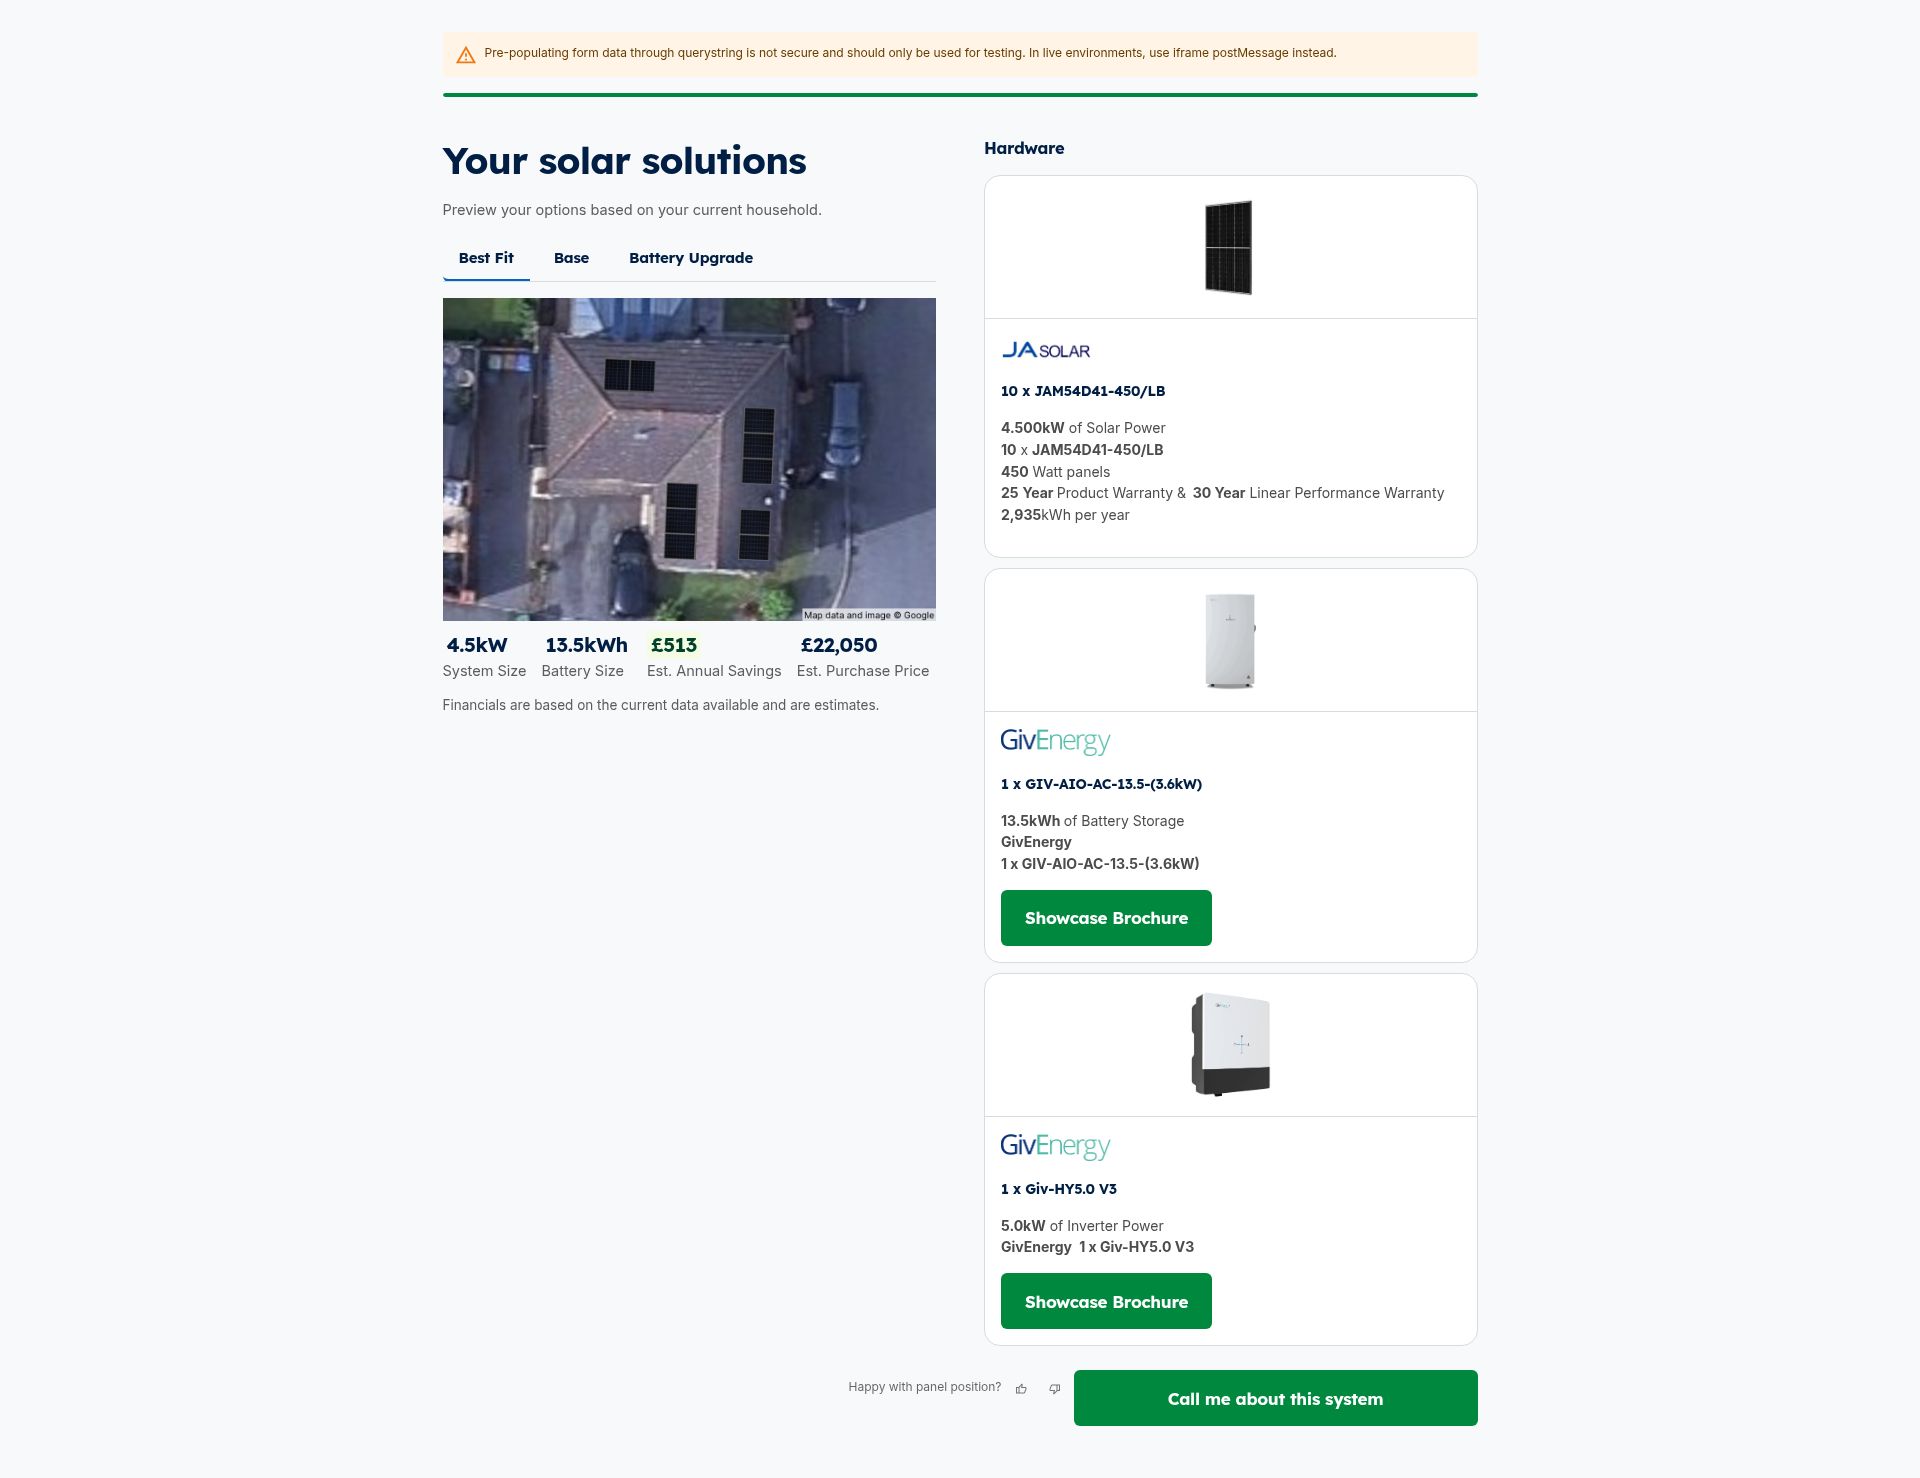 Pre-populating form data through querystring is not secure and should only be used for testing. In live environments, use iframe postMessage instead.
Your solar solutions
Preview your options based on your current household.
Best Fit
Base
Battery Upgrade
Map data and image © Google
4.5kW
System Size
13.5kWh
Battery Size
£513
Est. Annual Savings
£22,050
Est. Purchase Price
Financials are based on the current data available and are estimates.
Hardware
JA SOLAR
10 x JAM54D41-450/LB
4.500kW of Solar Power
10 x JAM54D41-450/LB
450 Watt panels
25 Year Product Warranty & 30 Year Linear Performance Warranty
2,935kWh per year
GivEnergy
1 x GIV-AIO-AC-13.5-(3.6kW)
13.5kWh of Battery Storage
GivEnergy
1 x GIV-AIO-AC-13.5-(3.6kW)
Showcase Brochure
GivEnergy
1 x Giv-HY5.0 V3
5.0kW of Inverter Power
GivEnergy 1 x Giv-HY5.0 V3
Showcase Brochure
Happy with panel position?
Call me about this system